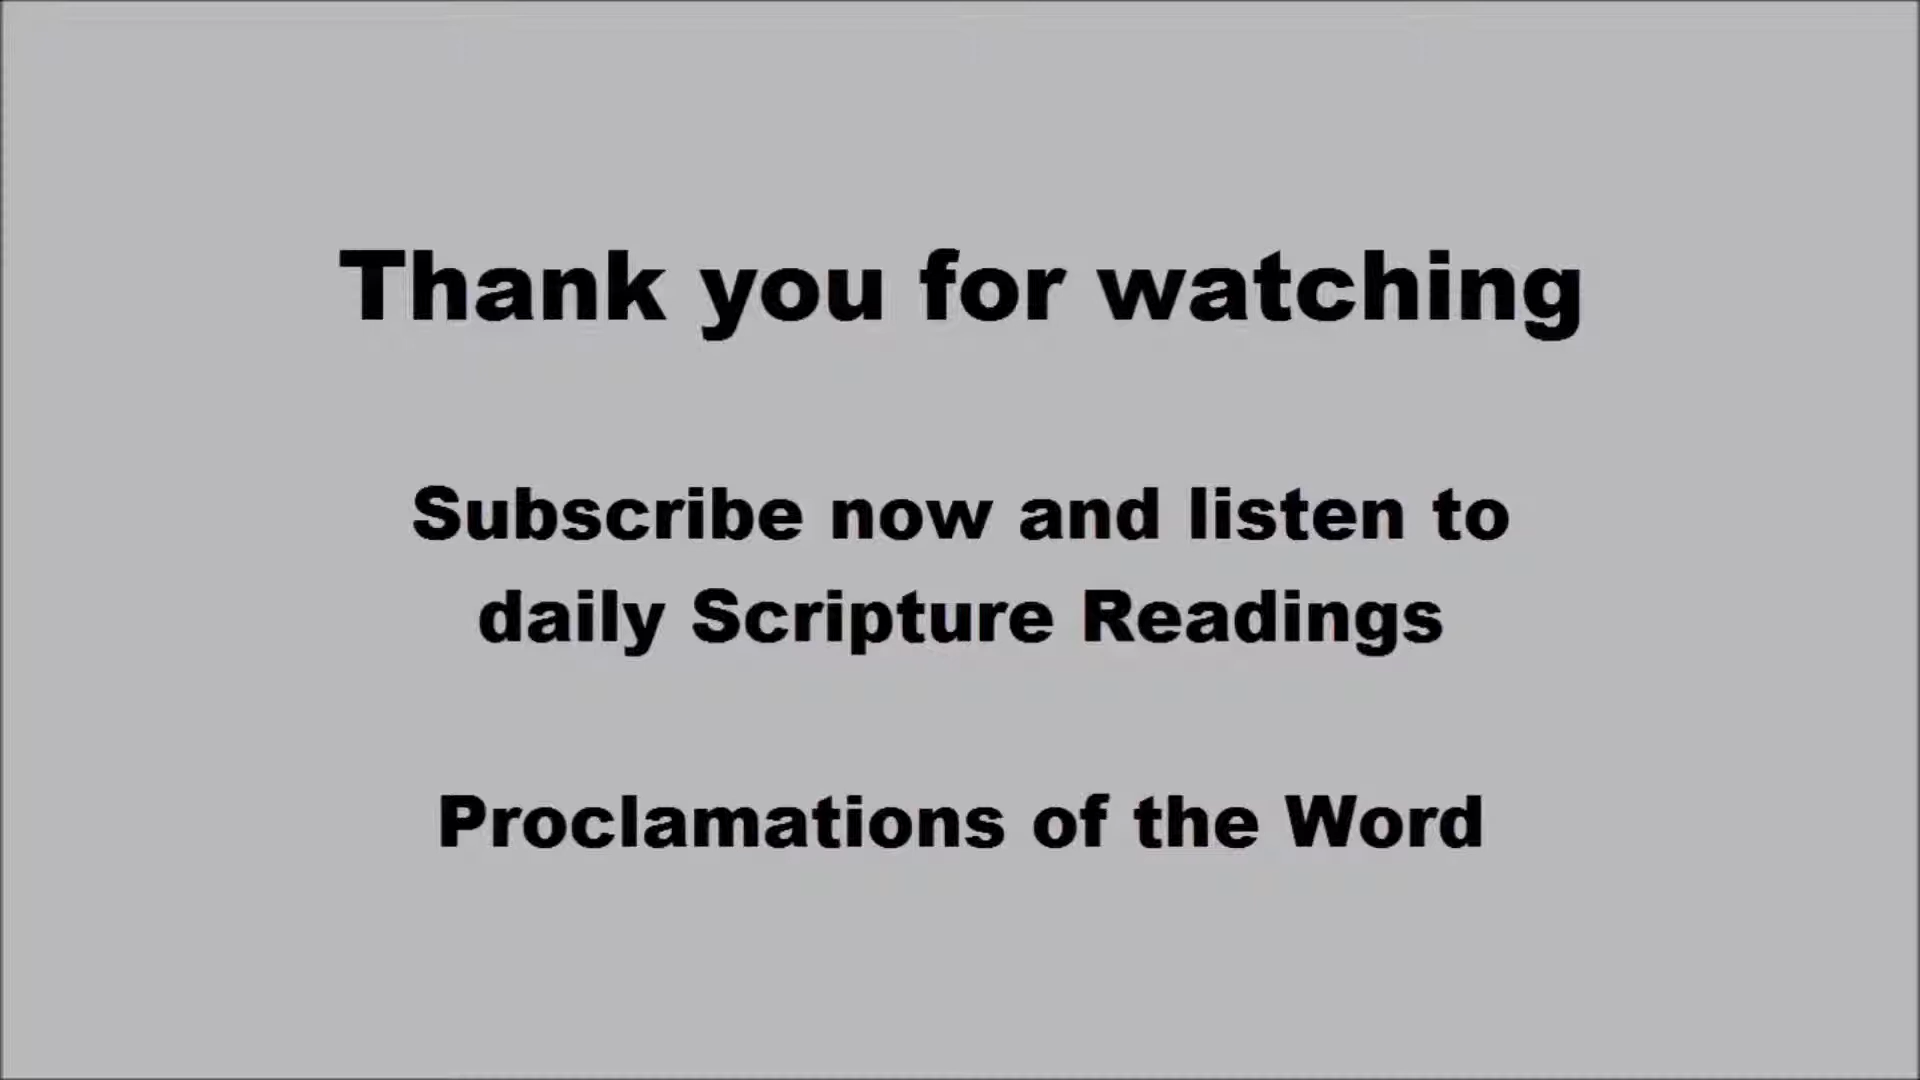 Thank you for watching
Subscribe now and listen to
daily Scripture Readings
Proclamations of the Word